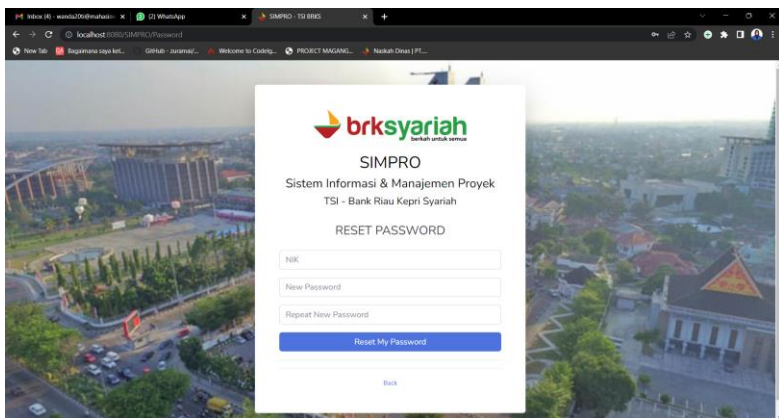 Inbox (4) - wanda20ti@mahasis
(2) WhatsApp
SIMPRO - TSI BRKS
localhost:8080/SIMPRO/Password
New Tab
Bagaimana saya ket...
GitHub - zuramai/...
Welcome to CodeIg...
PROJECT MAGANG...
Naskah Dinas | PT....
brksyariah
berkah untuk semua
SIMPRO
Sistem Informasi & Manajemen Proyek
TSI - Bank Riau Kepri Syariah
RESET PASSWORD
NIK
New Password
Repeat New Password
Reset My Password
Back